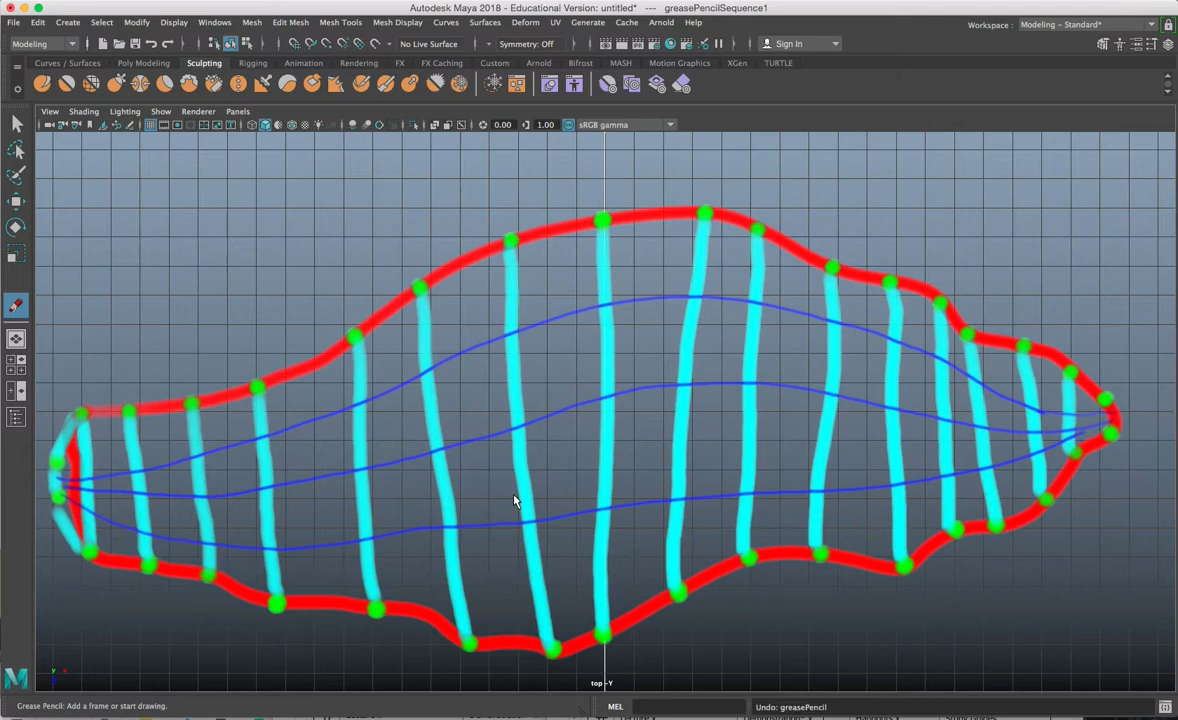 Autodesk Maya 2018 - Educational Version: untitled*   ---   greasePencilSequence1
File Edit Create Select Modify Display Windows Mesh Edit Mesh Mesh Tools Mesh Display Curves Surfaces Deform UV Generate Cache Arnold Help
Workspace : Modeling - Standard*
Modeling No Live Surface Symmetry: Off Sign In
Curves / Surfaces Poly Modeling Sculpting Rigging Animation Rendering FX FX Caching Custom Arnold Bifrost MASH Motion Graphics XGen TURTLE
View Shading Lighting Show Renderer Panels
0.00 1.00 sRGB gamma
top -Y
Grease Pencil: Add a frame or start drawing. MEL Undo: greasePencil